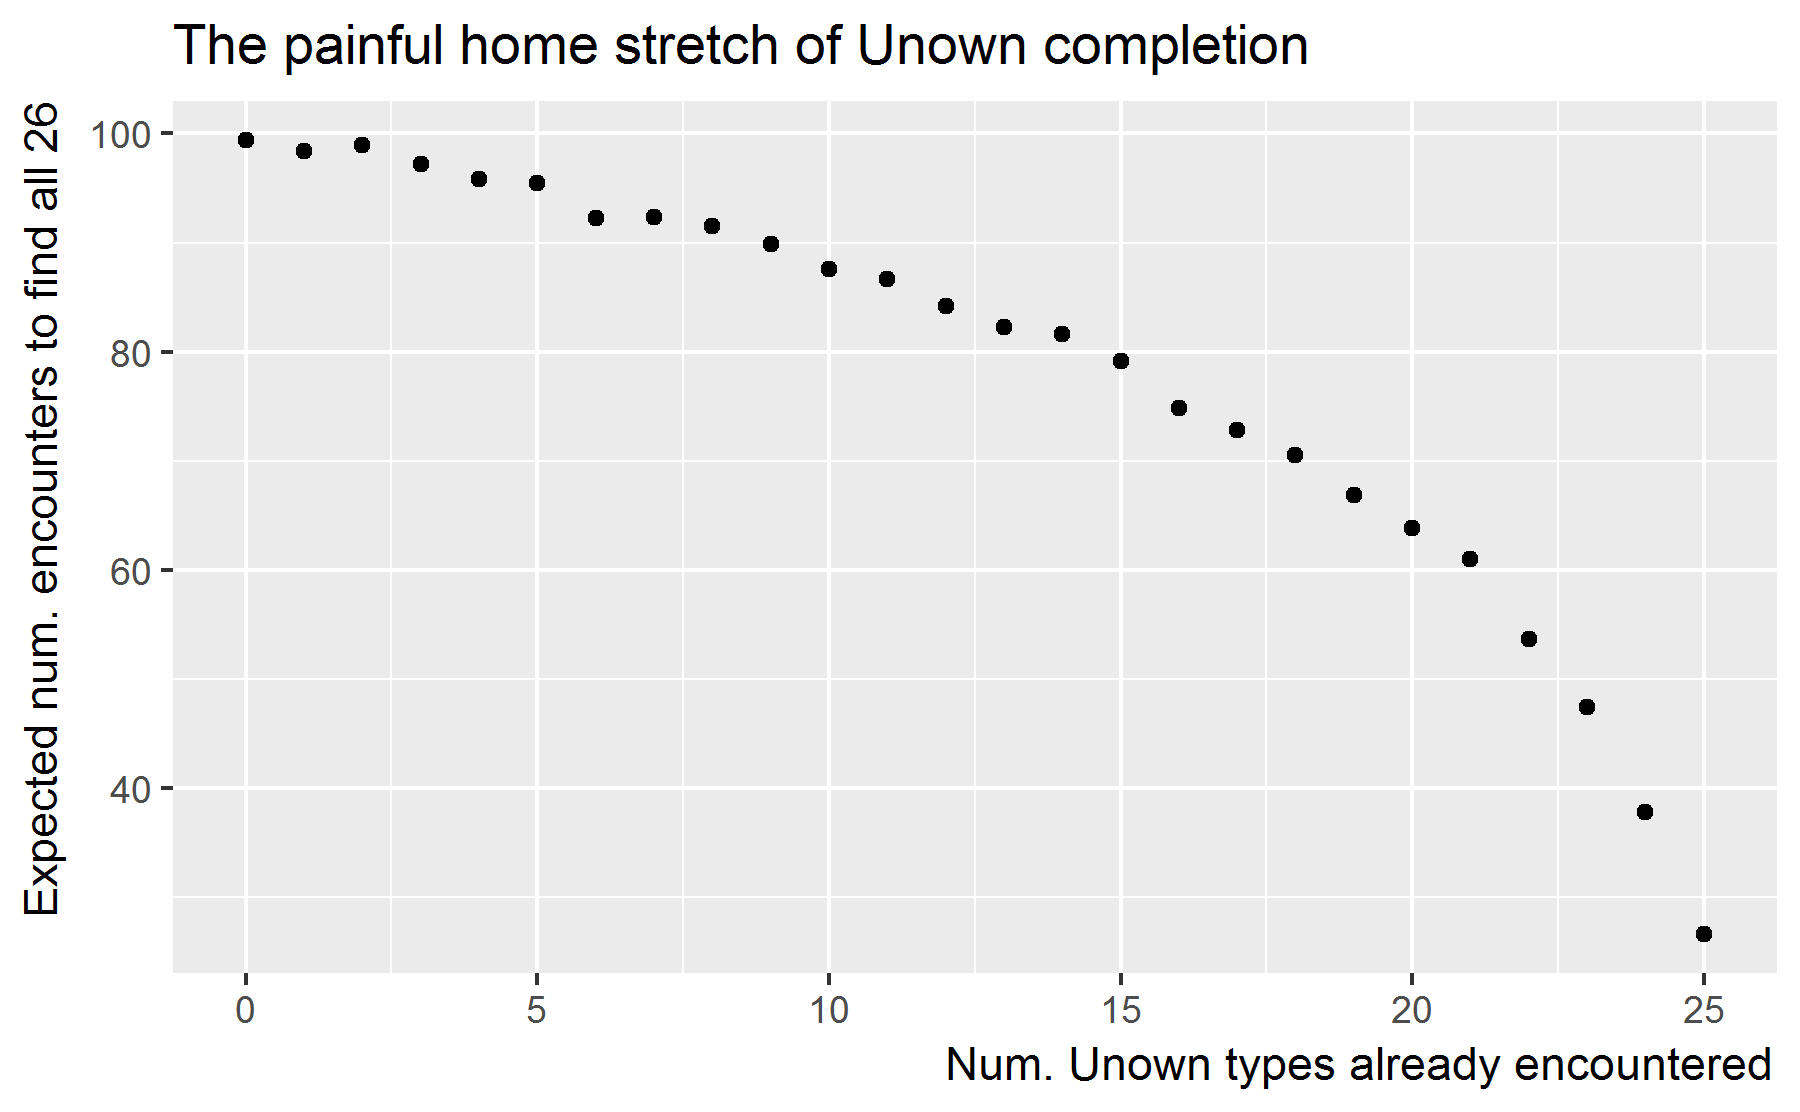 The painful home stretch of Unown completion
Expected num. encounters to find all 26
100
80
60
40
0 5 10 15 20 25
Num. Unown types already encountered